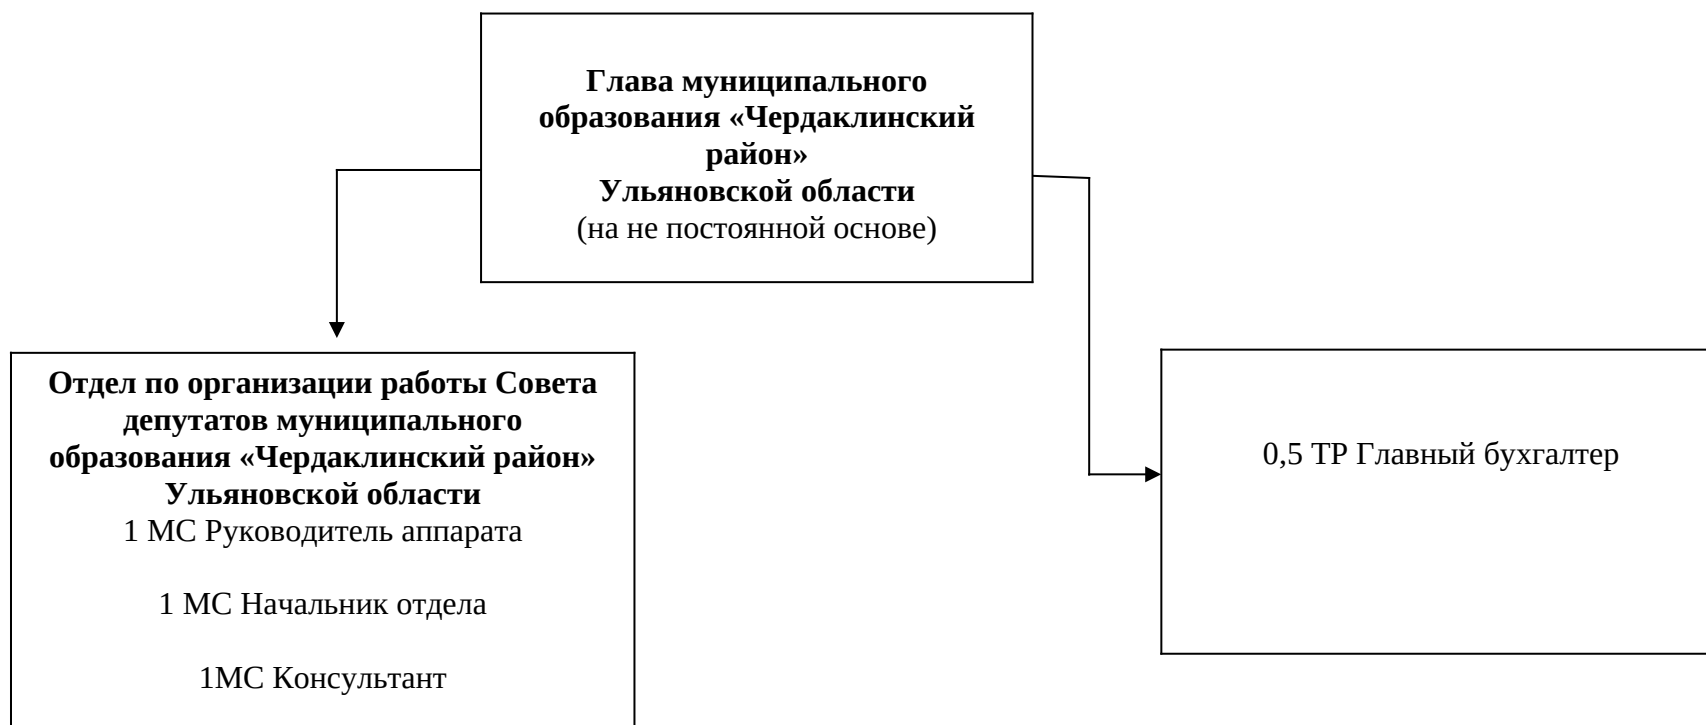 Глава муниципального
образования «Чердаклинский
район»
Ульяновской области
(на не постоянной основе)
Отдел по организации работы Совета
депутатов муниципального
образования «Чердаклинский район»
Ульяновской области
1 МС Руководитель аппарата
1 МС Начальник отдела
1МС Консультант
0,5 ТР Главный бухгалтер